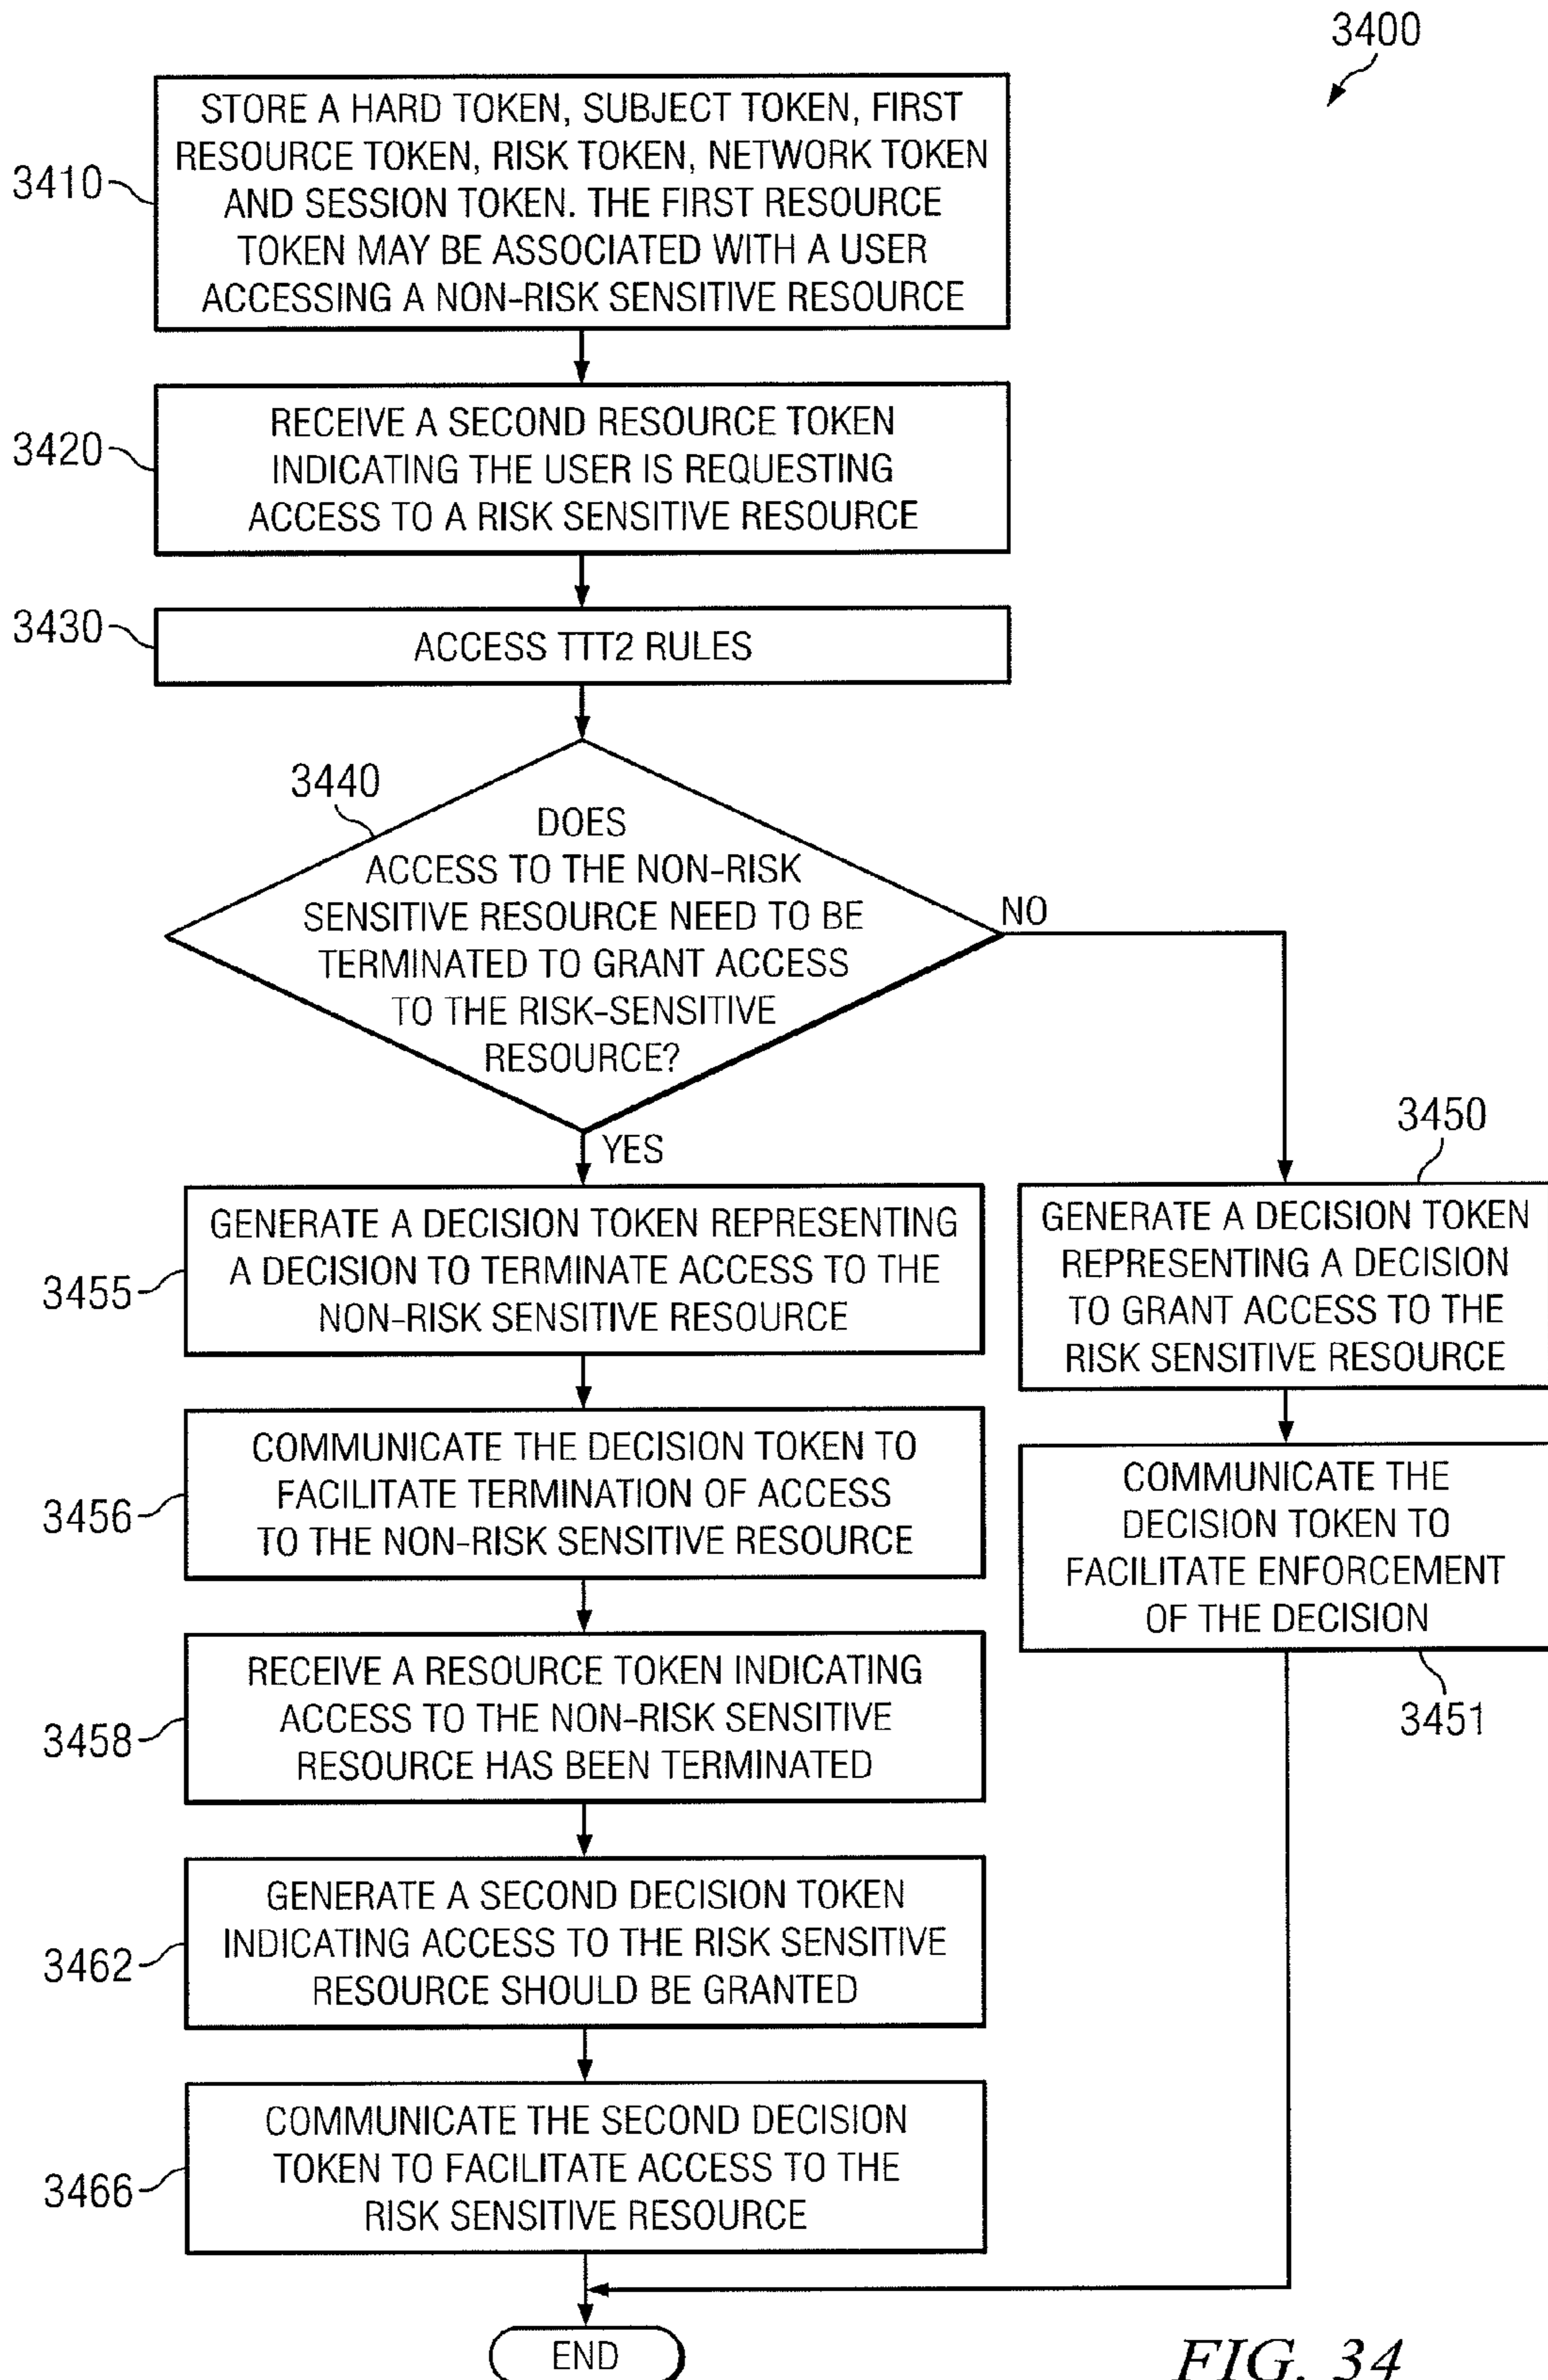 3400
STORE A HARD TOKEN, SUBJECT TOKEN, FIRST
RESOURCE TOKEN, RISK TOKEN, NETWORK TOKEN
AND SESSION TOKEN. THE FIRST RESOURCE
TOKEN MAY BE ASSOCIATED WITH A USER
ACCESSING A NON-RISK SENSITIVE RESOURCE
3410
RECEIVE A SECOND RESOURCE TOKEN
INDICATING THE USER IS REQUESTING
ACCESS TO A RISK SENSITIVE RESOURCE
3420
ACCESS TTT2 RULES
3430
3440
DOES
ACCESS TO THE NON-RISK
SENSITIVE RESOURCE NEED TO BE
TERMINATED TO GRANT ACCESS
TO THE RISK-SENSITIVE
RESOURCE?
NO
YES
3455
GENERATE A DECISION TOKEN REPRESENTING
A DECISION TO TERMINATE ACCESS TO THE
NON-RISK SENSITIVE RESOURCE
3450
GENERATE A DECISION TOKEN
REPRESENTING A DECISION
TO GRANT ACCESS TO THE
RISK SENSITIVE RESOURCE
3456
COMMUNICATE THE DECISION TOKEN TO
FACILITATE TERMINATION OF ACCESS
TO THE NON-RISK SENSITIVE RESOURCE
COMMUNICATE THE
DECISION TOKEN TO
FACILITATE ENFORCEMENT
OF THE DECISION
3451
3458
RECEIVE A RESOURCE TOKEN INDICATING
ACCESS TO THE NON-RISK SENSITIVE
RESOURCE HAS BEEN TERMINATED
3462
GENERATE A SECOND DECISION TOKEN
INDICATING ACCESS TO THE RISK SENSITIVE
RESOURCE SHOULD BE GRANTED
3466
COMMUNICATE THE SECOND DECISION
TOKEN TO FACILITATE ACCESS TO THE
RISK SENSITIVE RESOURCE
END
FIG. 34